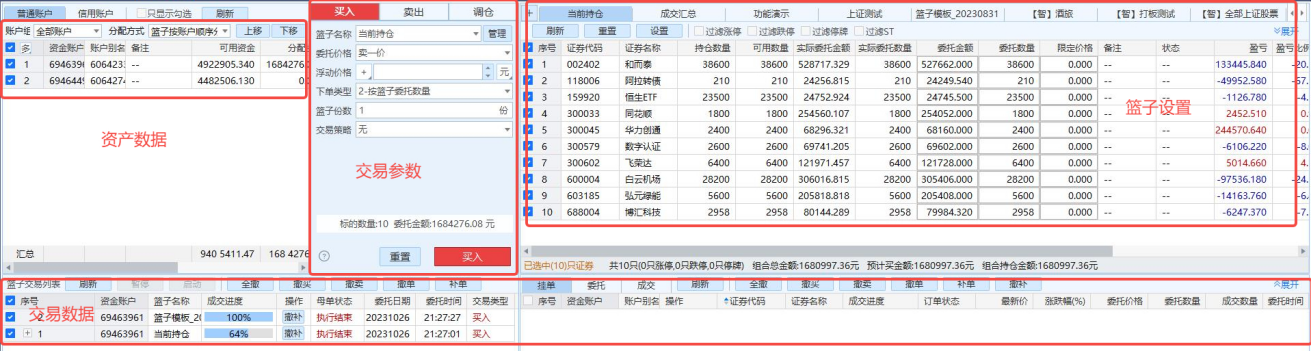 普通账户 信用账户 只显示勾选 刷新
账户组 全部账户 分配方式 篮子按账户顺序分 上移 下移
多 资金账户 账户别名 备注 可用资金 分配
1 6946396 606423 -- 4922905.340 1684276
2 6946449 606427 -- 4482506.130 0
资产数据
汇总 940 5411.47 168 4276
买入 卖出 调仓
篮子名称 当前持仓 管理
委托价格 卖一价
浮动价格 + 元
下单类型 2-按篮子委托数量
篮子份数 1 份
交易策略 无
交易参数
标的数量:10 委托金额:1684276.08 元
? 重置 买入
+ 当前持仓 成交汇总 功能演示 上证测试 篮子模板_20230831 【智】酒旅 【智】打板测试 【智】全部上证股票
刷新 重置 设置 过滤涨停 过滤跌停 过滤停牌 过滤ST 展开
序号 证券代码 证券名称 持仓数量 可用数量 实际委托金额 实际委托数量 委托金额 委托数量 限定价格 备注 状态 盈亏 盈亏比例
1 002402 和而泰 38600 38600 528717.329 38600 527662.000 38600 0.000 -- -- 133445.840 -20.
2 118006 阿拉转债 210 210 24256.815 210 24249.540 210 0.000 -- -- -49952.580 -67.
3 159920 恒生ETF 23500 23500 24752.924 23500 24745.500 23500 0.000 -- -- -1126.780 -4.
4 300033 同花顺 1800 1800 254560.107 1800 254052.000 1800 0.000 -- -- 2452.510 0.
5 300045 华力创通 2400 2400 68296.321 2400 68160.000 2400 0.000 -- -- 244570.640 0.
6 300579 数字认证 2600 2600 69741.205 2600 69602.000 2600 0.000 -- -- -6106.220 -8.
7 300602 飞荣达 6400 6400 121971.457 6400 121728.000 6400 0.000 -- -- 5014.660 4.
8 600004 白云机场 28200 28200 306016.815 28200 305406.000 28200 0.000 -- -- -97536.180 -24.
9 603185 弘元绿能 5600 5600 205818.818 5600 205408.000 5600 0.000 -- -- -14163.760 -6.
10 688004 博汇科技 2958 2958 80144.289 2958 79984.320 2958 0.000 -- -- -6247.370 -7.
篮子设置
已选中(10)只证券 共10只(0只涨停,0只跌停,0只停牌) 组合总金额:1680997.36元 预计买金额:1680997.36元 组合持仓金额:1680997.36元
篮子交易列表 刷新 暂停 启动 全撤 撤买 撤卖 撤单 补单
序号 资金账户 篮子名称 成交进度 操作 母单状态 委托日期 委托时间 交易类型
2 69463961 篮子模板_20 100% 撤补 执行结束 20231026 21:27:27 买入
1 69463961 当前持仓 64% 撤补 执行结束 20231026 21:27:01 买入
交易数据
挂单 委托 成交 刷新 全撤 撤买 撤卖 撤单 撤补 展开
序号 资金账户 账户别名 操作 证券代码 证券名称 成交进度 订单状态 最新价 涨跌幅(%) 委托价格 委托数量 成交数量 委托时间